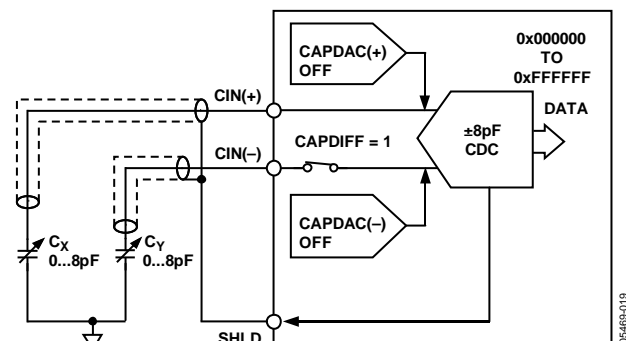 CAPDAC(+)
OFF
0x000000
TO
0xFFFFFF
DATA
CIN(+)
CAPDIFF = 1
±8pF
CDC
CIN(–)
CAPDAC(–)
OFF
CX
0...8pF
CY
0...8pF
SHLD
05469-019